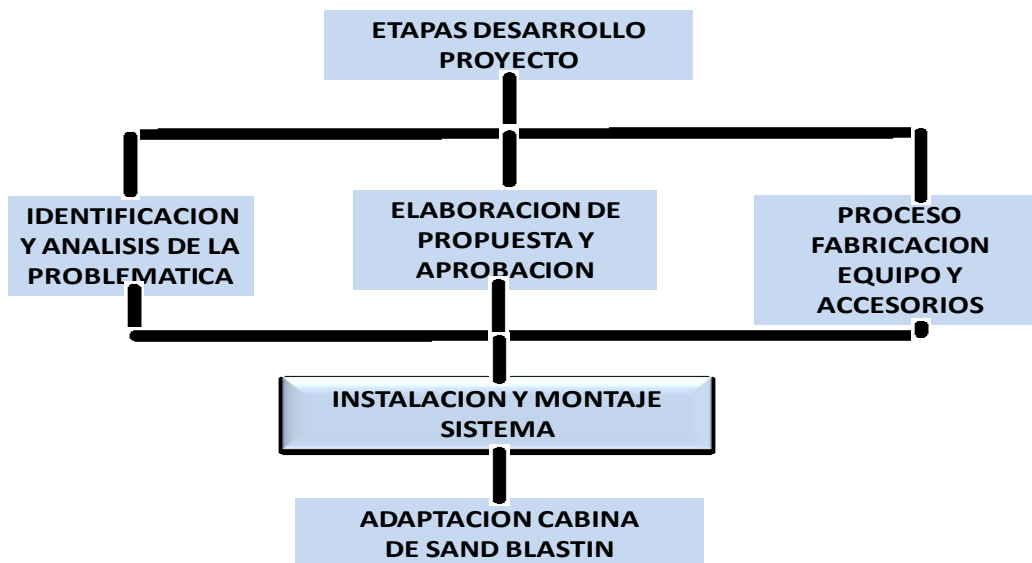 ETAPAS DESARROLLO
PROYECTO
IDENTIFICACION
Y ANALISIS DE LA
PROBLEMATICA
ELABORACION DE
PROPUESTA Y
APROBACION
PROCESO
FABRICACION
EQUIPO Y
ACCESORIOS
INSTALACION Y MONTAJE
SISTEMA
ADAPTACION CABINA
DE SAND BLASTIN